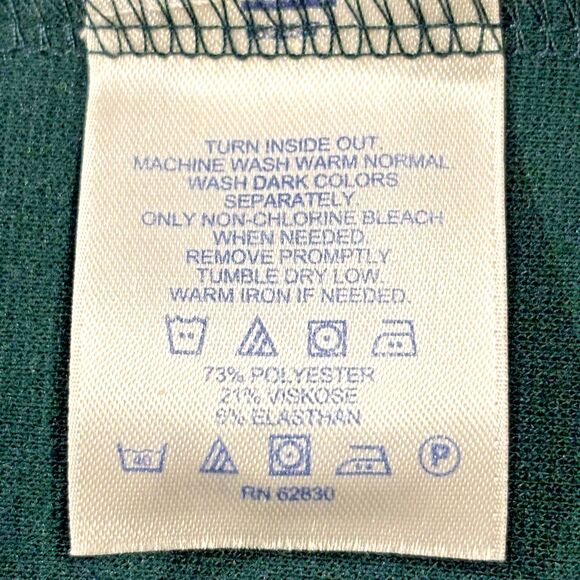 TURN INSIDE OUT.
MACHINE WASH WARM NORMAL
WASH DARK COLORS
SEPARATELY
ONLY NON-CHLORINE BLEACH
WHEN NEEDED.
REMOVE PROMPTLY.
TUMBLE DRY LOW.
WARM IRON IF NEEDED.
73% POLYESTER
21% VISKOSE
6% ELASTHAN
40 P
RN 62830